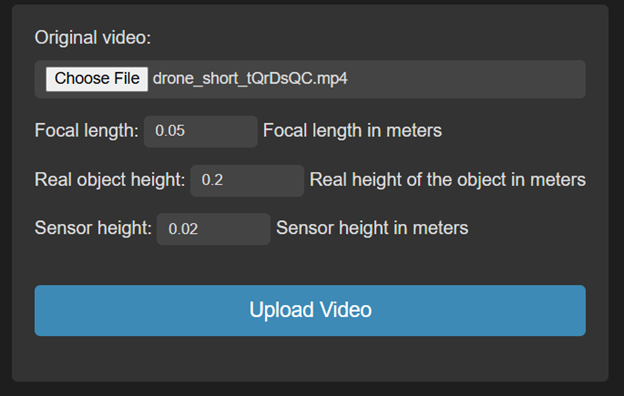 Original video:
Choose File drone_short_tQrDsQC.mp4
Focal length: 0.05 Focal length in meters
Real object height: 0.2 Real height of the object in meters
Sensor height: 0.02 Sensor height in meters
Upload Video